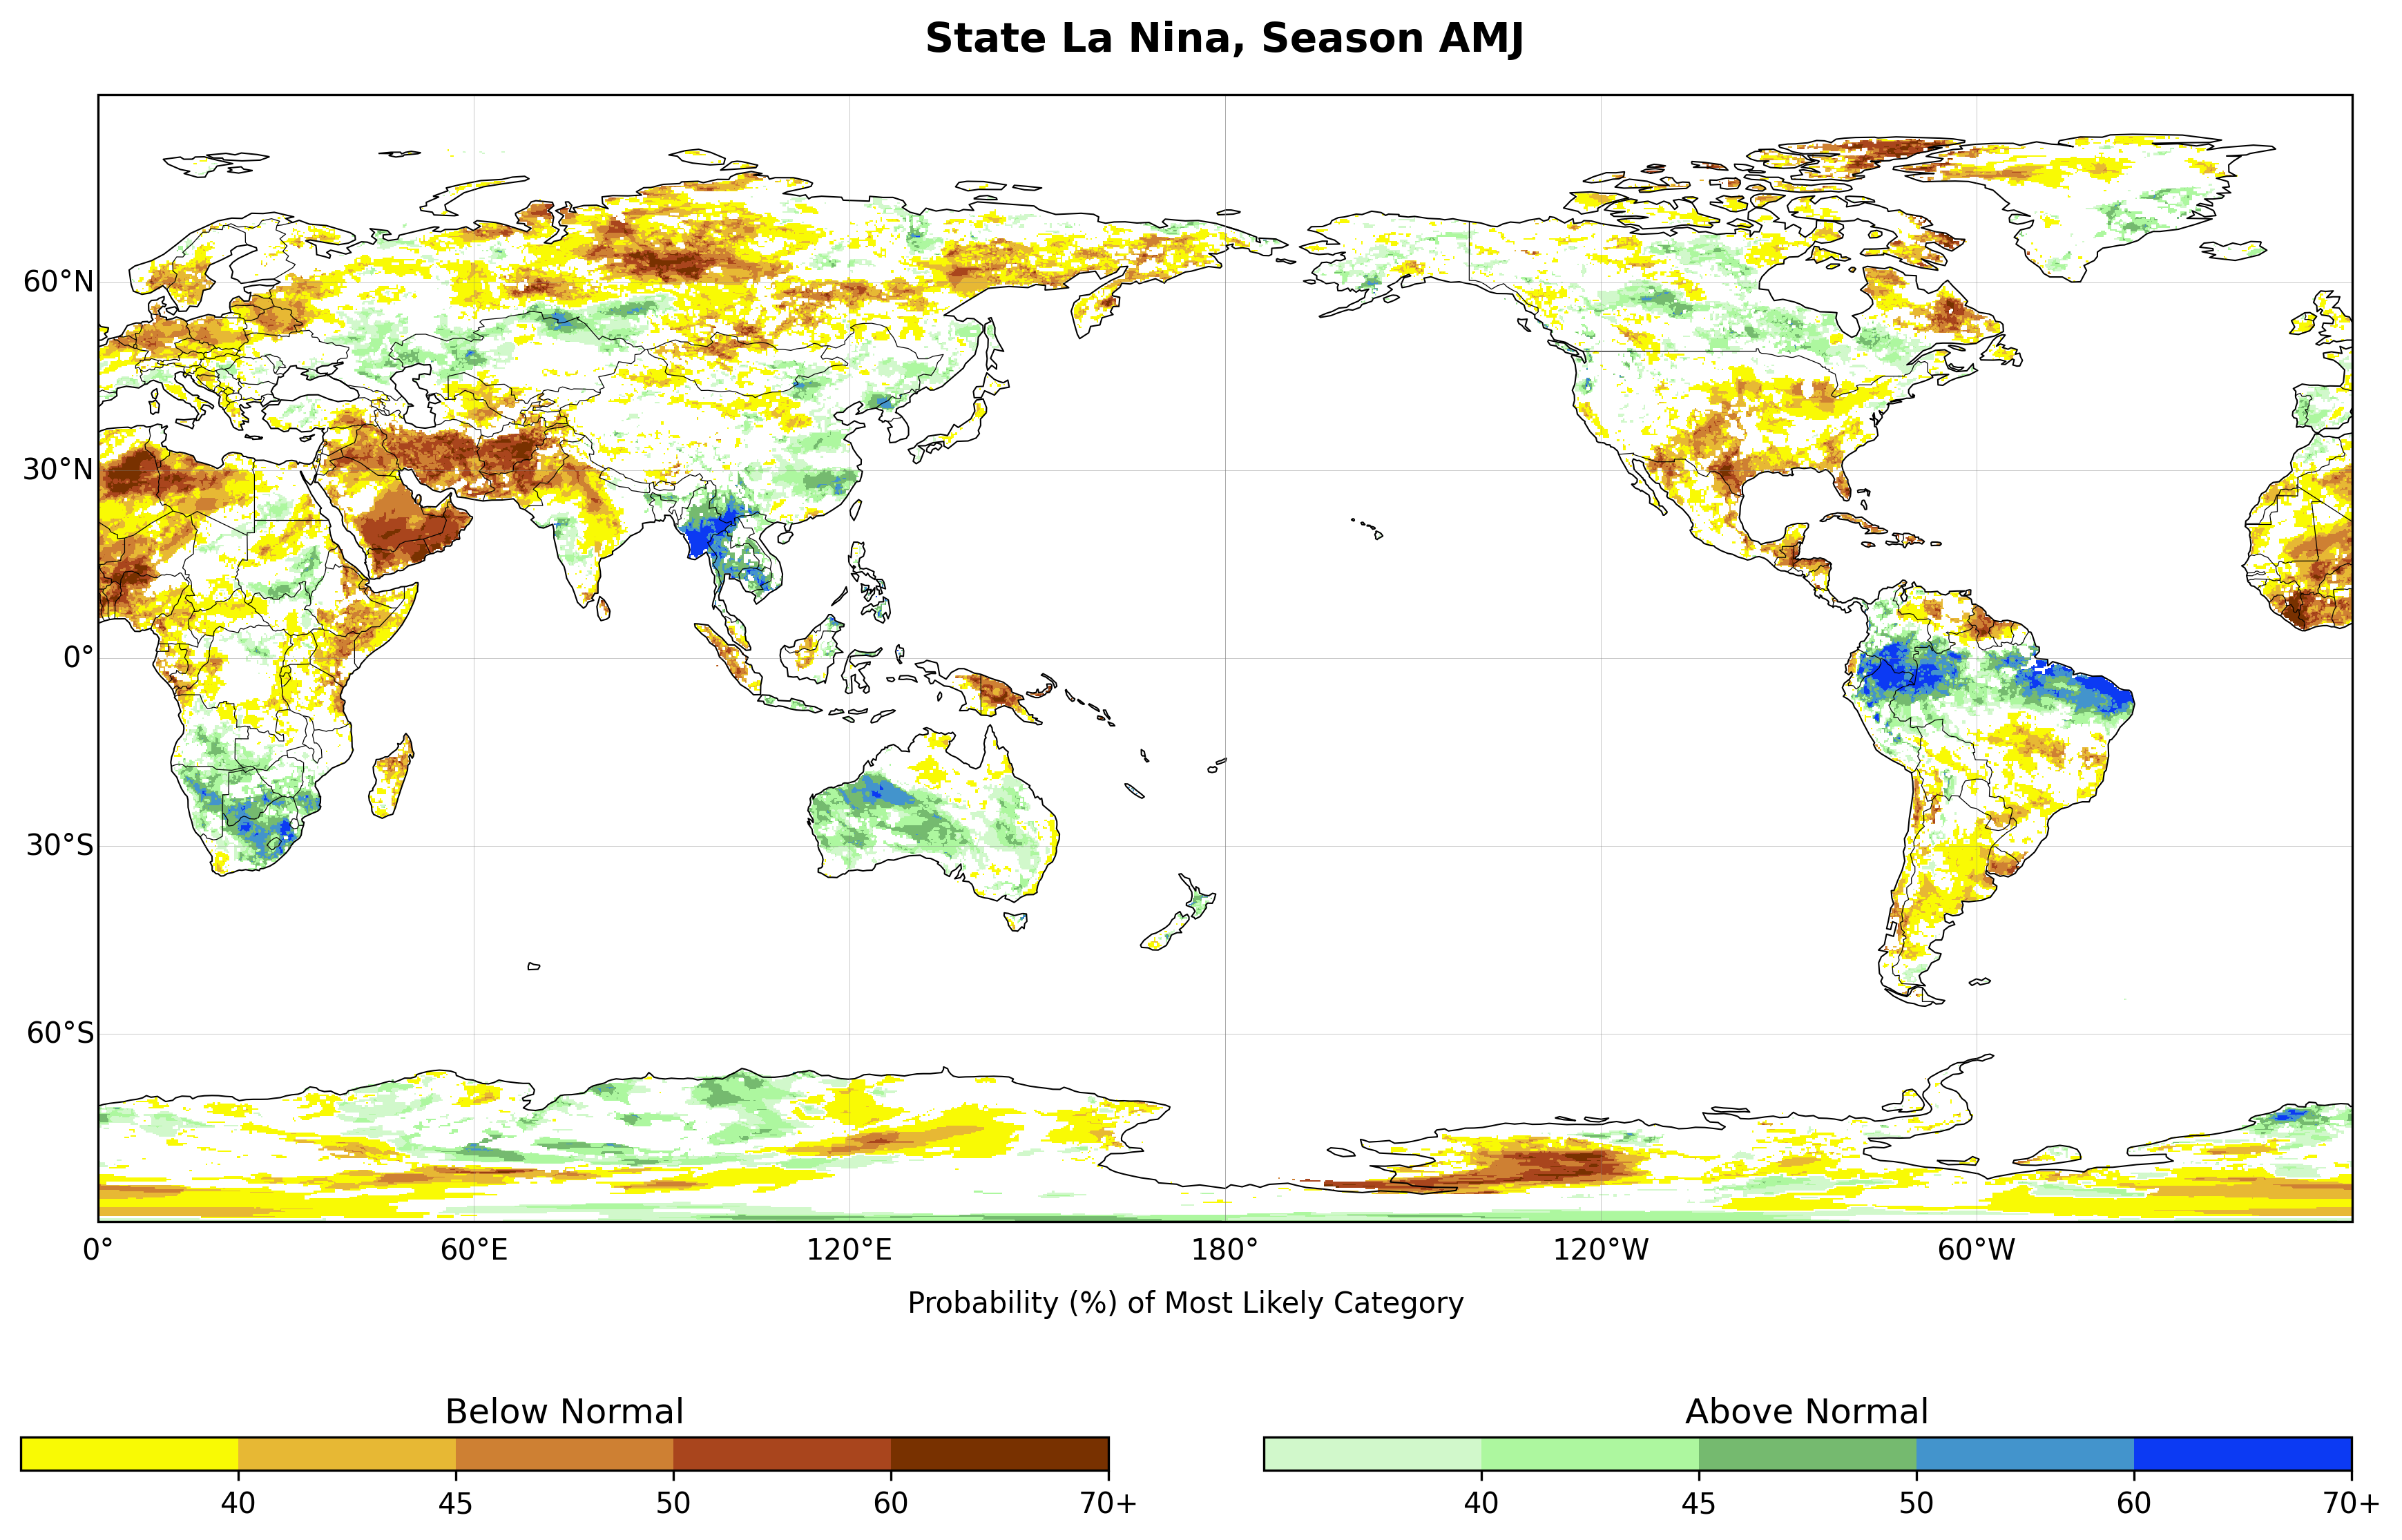 State La Nina, Season AMJ
60°N
30°N
0°
30°S
60°S
0° 60°E 120°E 180° 120°W 60°W
Probability (%) of Most Likely Category
Below Normal
40 45 50 60 70+
Above Normal
40 45 50 60 70+